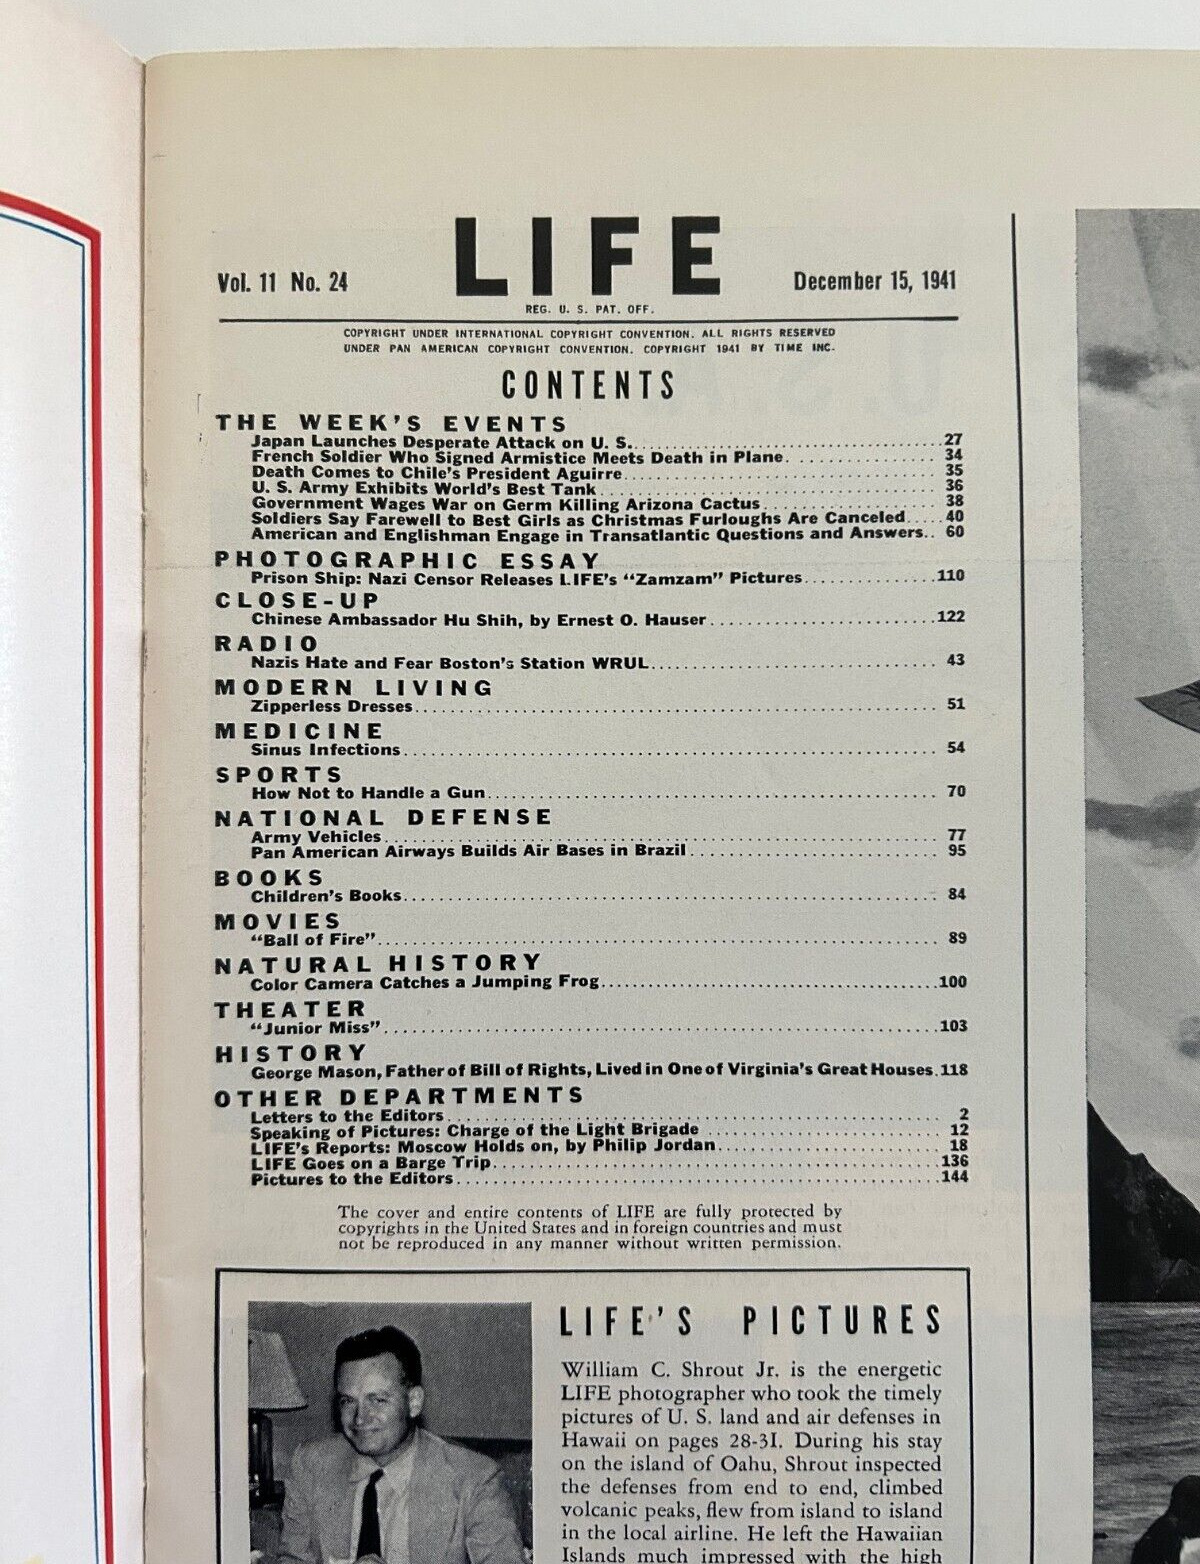 LIFE
Vol. 11 No. 24
December 15, 1941
REG. U. S. PAT. OFF.
COPYRIGHT UNDER INTERNATIONAL COPYRIGHT CONVENTION. ALL RIGHTS RESERVED
UNDER PAN AMERICAN COPYRIGHT CONVENTION. COPYRIGHT 1941 BY TIME INC.
CONTENTS
THE WEEK'S EVENTS
Japan Launches Desperate Attack on U. S. 27
French Soldier Who Signed Armistice Meets Death in Plane. 34
Death Comes to Chile's President Aguirre 35
U. S. Army Exhibits World's Best Tank 36
Government Wages War on Germ Killing Arizona Cactus 38
Soldiers Say Farewell to Best Girls as Christmas Furloughs Are Canceled 40
American and Englishman Engage in Transatlantic Questions and Answers 60
PHOTOGRAPHIC ESSAY
Prison Ship: Nazi Censor Releases LIFE's "Zamzam" Pictures 110
CLOSE-UP
Chinese Ambassador Hu Shih, by Ernest O. Hauser 122
RADIO
Nazis Hate and Fear Boston's Station WRUL 43
MODERN LIVING
Zipperless Dresses 51
MEDICINE
Sinus Infections 54
SPORTS
How Not to Handle a Gun 70
NATIONAL DEFENSE
Army Vehicles 77
Pan American Airways Builds Air Bases in Brazil 95
BOOKS
Children's Books 84
MOVIES
"Ball of Fire" 89
NATURAL HISTORY
Color Camera Catches a Jumping Frog 100
THEATER
"Junior Miss" 103
HISTORY
George Mason, Father of Bill of Rights, Lived in One of Virginia's Great Houses. 118
OTHER DEPARTMENTS
Letters to the Editors 2
Speaking of Pictures: Charge of the Light Brigade 12
LIFE's Reports: Moscow Holds on, by Philip Jordan 18
LIFE Goes on a Barge Trip 136
Pictures to the Editors 144
The cover and entire contents of LIFE are fully protected by
copyrights in the United States and in foreign countries and must
not be reproduced in any manner without written permission.
LIFE'S PICTURES
William C. Shrout Jr. is the energetic
LIFE photographer who took the timely
pictures of U. S. land and air defenses in
Hawaii on pages 28-31. During his stay
on the island of Oahu, Shrout inspected
the defenses from end to end, climbed
volcanic peaks, flew from island to island
in the local airline. He left the Hawaiian
Islands much impressed with the high